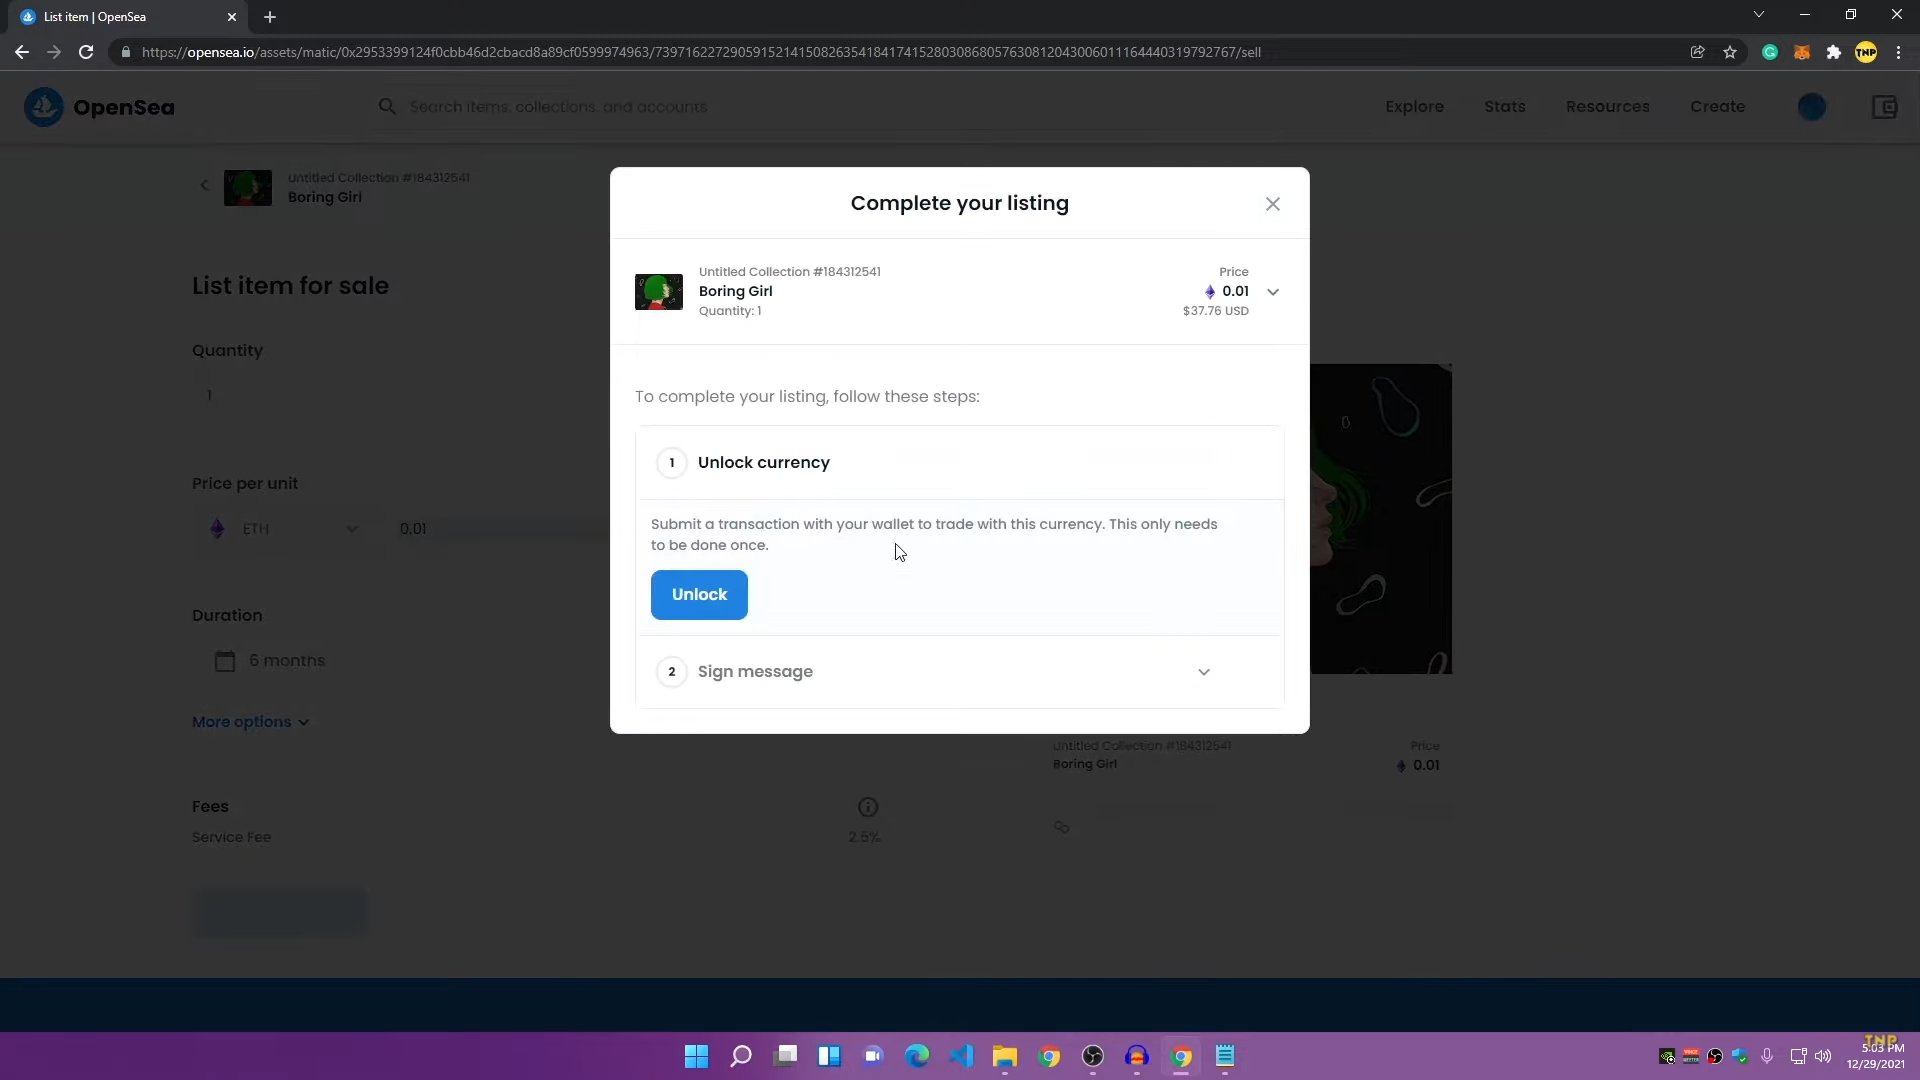 List item | OpenSea
https://opensea.io/assets/matic/0x2953399124f0cbb46d2cbacd8a89cf0599974963/73971622729059152141508263541841741528030868057630812043006011164440319792767/sell
TNP
OpenSea
Search items, collections, and accounts
Explore
Stats
Resources
Create
Untitled Collection #184312541
Boring Girl
List item for sale
Quantity
1
Price per unit
ETH
0.01
Duration
6 months
More options
Fees
Service Fee
2.5%
Complete your listing
Untitled Collection #184312541
Boring Girl
Quantity: 1
Price
0.01
$37.76 USD
To complete your listing, follow these steps:
1 Unlock currency
Submit a transaction with your wallet to trade with this currency. This only needs
to be done once.
Unlock
2 Sign message
Untitled Collection #184312541
Price
Boring Girl
0.01
TNP
5:03 PM
12/29/2021